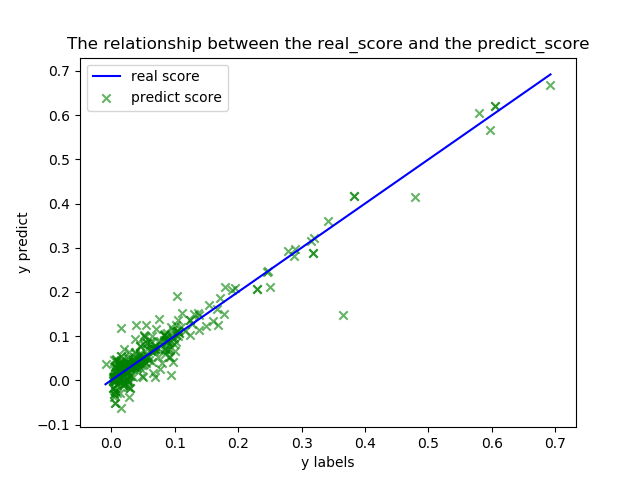 The relationship between the real_score and the predict_score
real score
predict score
0.7
0.6
0.5
0.4
0.3
0.2
0.1
0.0
−0.1
y predict
0.0 0.1 0.2 0.3 0.4 0.5 0.6 0.7
y labels